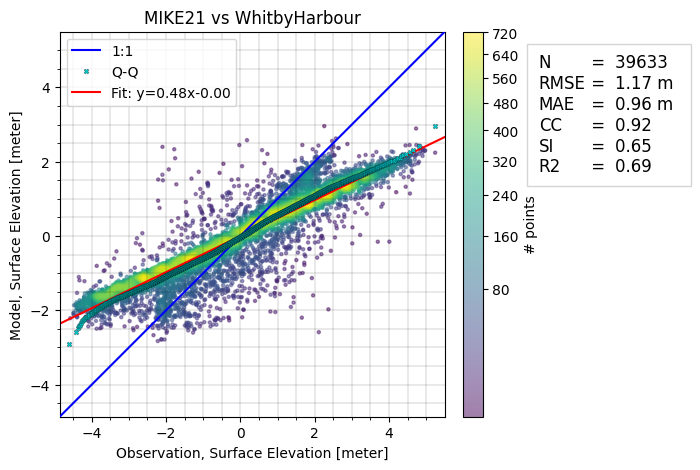 MIKE21 vs WhitbyHarbour
1:1
Q-Q
Fit: y=0.48x-0.00
Model, Surface Elevation [meter]
4
2
0
−2
−4
−4
−2
0
2
4
Observation, Surface Elevation [meter]
720
640
560
480
400
320
240
160
80
# points
N = 39633
RMSE = 1.17 m
MAE = 0.96 m
CC = 0.92
SI = 0.65
R2 = 0.69